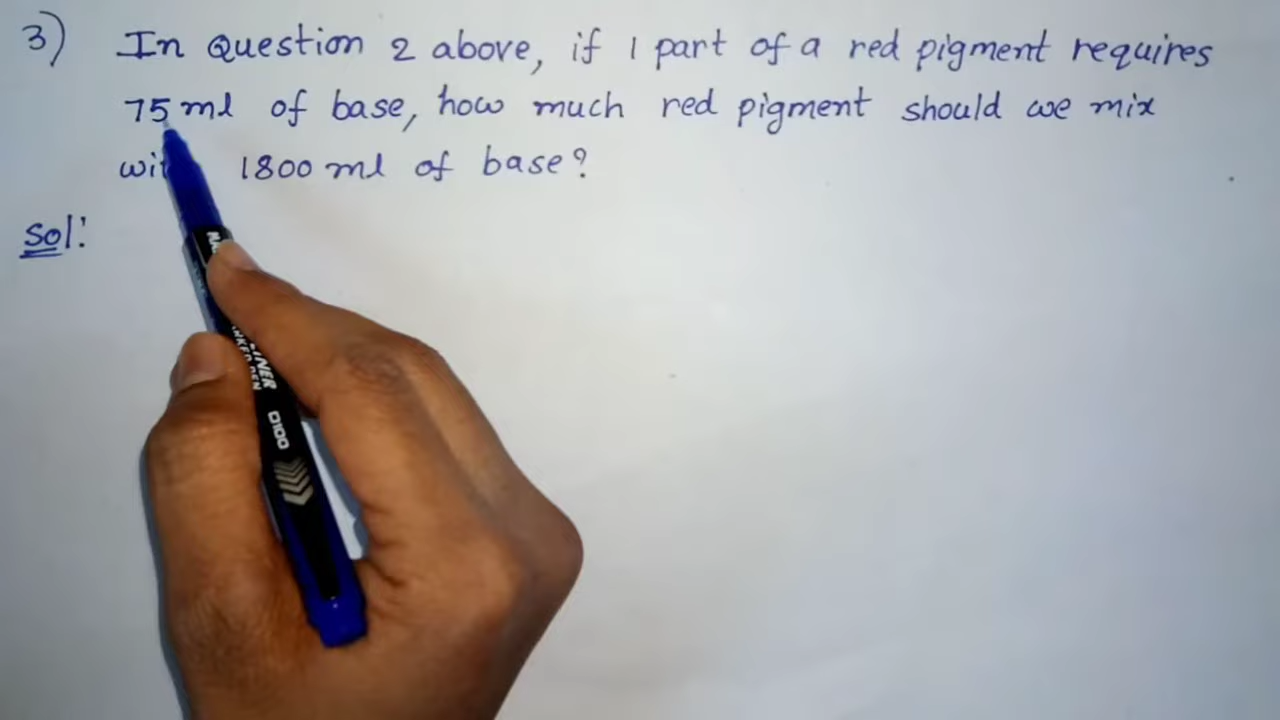 3) In Question 2 above, if 1 part of a red pigment requires
75 ml of base, how much red pigment should we mix
1800 ml of base?
Sol:
D100